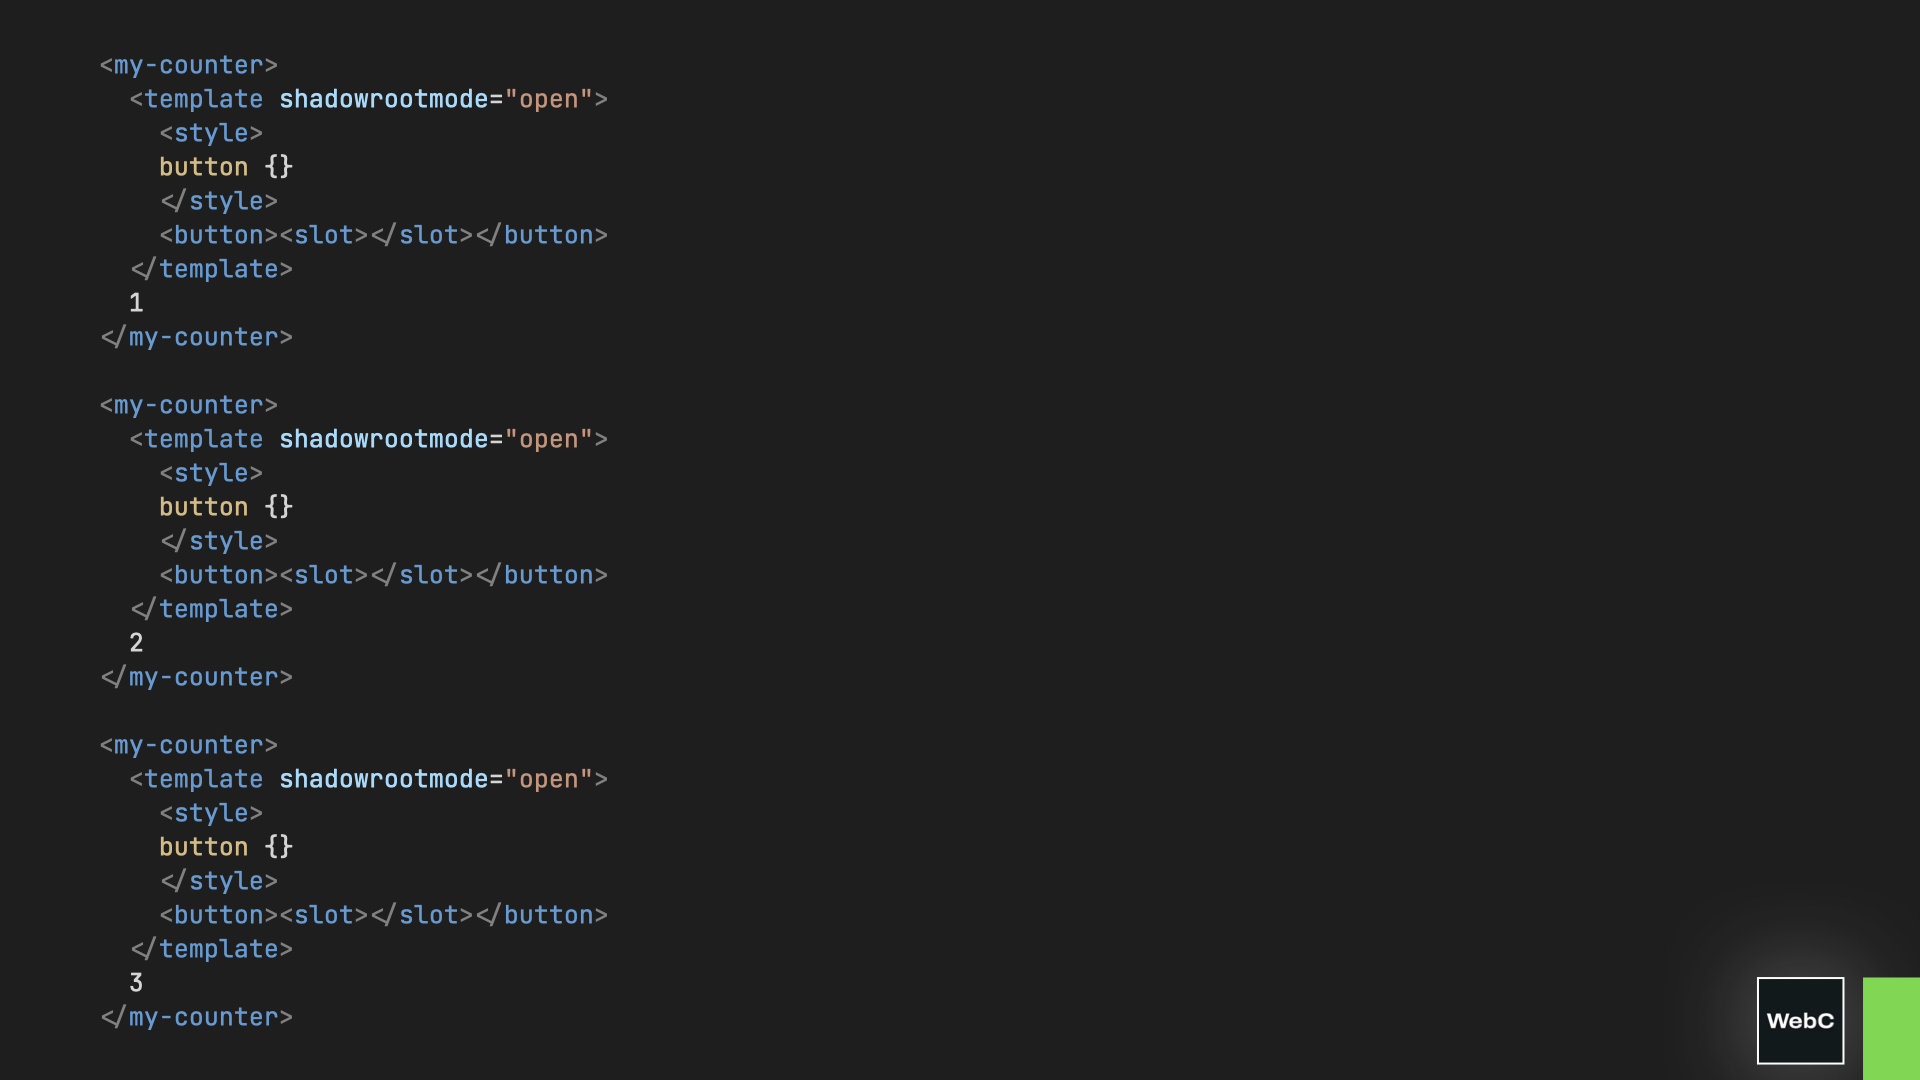 <my-counter>
  <template shadowrootmode="open">
    <style>
    button {}
    </style>
    <button><slot></slot></button>
  </template>
  1
</my-counter>

<my-counter>
  <template shadowrootmode="open">
    <style>
    button {}
    </style>
    <button><slot></slot></button>
  </template>
  2
</my-counter>

<my-counter>
  <template shadowrootmode="open">
    <style>
    button {}
    </style>
    <button><slot></slot></button>
  </template>
  3
</my-counter>
WebC